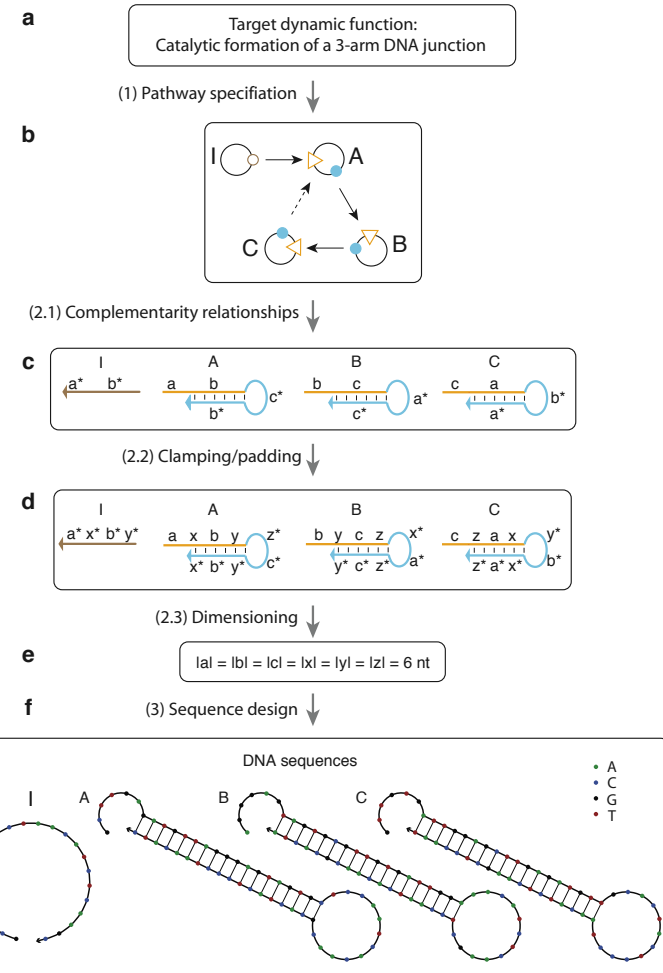 a
Target dynamic function:
Catalytic formation of a 3-arm DNA junction
(1) Pathway specifiation
b
I
A
C
B
(2.1) Complementarity relationships
c
I A B C
a* b*
a b c* b*
b c a* c*
c a b* a*
(2.2) Clamping/padding
d
I A B C
a* x* b* y*
a x b y z* c* x* b* y*
b y c z x* a* y* c* z*
c z a x y* b* z* a* x*
(2.3) Dimensioning
e
|a| = |b| = |c| = |x| = |y| = |z| = 6 nt
f
(3) Sequence design
DNA sequences
I A B C
A
C
G
T